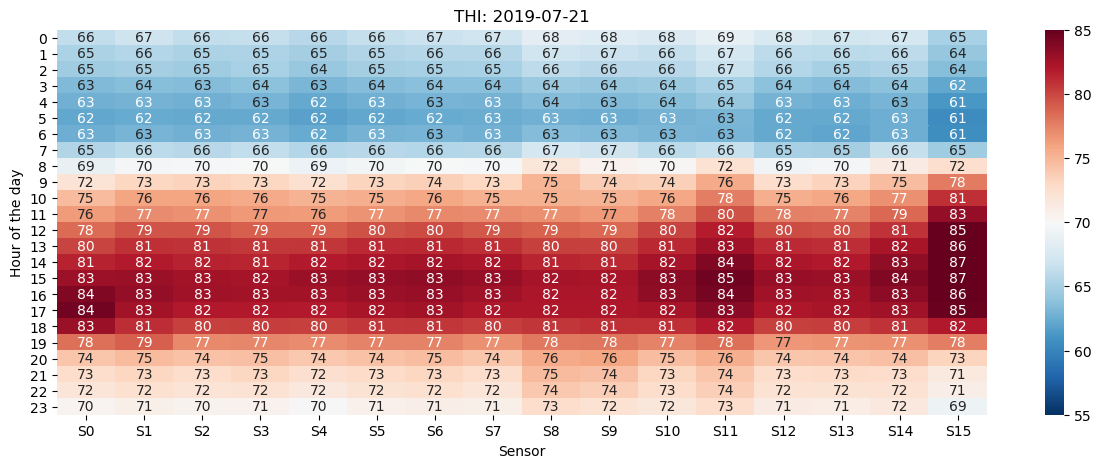 THI: 2019-07-21
Hour of the day
0 66 67 66 66 66 66 67 67 68 68 68 69 68 67 67 65
1 65 66 65 65 65 65 66 66 67 67 66 67 66 66 66 64
2 65 65 65 65 64 65 65 65 66 66 66 67 66 65 65 64
3 63 64 63 64 63 64 64 64 64 64 64 65 64 64 64 62
4 63 63 63 63 62 63 63 63 64 63 64 64 63 63 63 61
5 62 62 62 62 62 62 62 62 63 62 63 63 62 62 63 61
6 63 63 63 63 62 63 63 63 63 63 63 63 62 62 63 61
7 65 66 66 66 66 66 66 66 67 66 66 66 65 65 66 65
8 69 70 70 70 69 70 70 70 72 71 70 72 69 70 71 72
9 72 73 73 73 72 73 74 73 75 74 74 76 73 73 75 78
10 75 76 76 76 75 75 76 75 75 75 76 78 75 76 77 81
11 76 77 77 77 76 77 77 77 77 77 78 80 78 77 79 83
12 78 79 79 79 79 80 80 79 79 79 80 82 80 80 81 85
13 80 81 81 81 81 81 81 81 80 80 81 83 81 81 82 86
14 81 82 82 81 82 82 82 82 81 81 82 84 82 82 83 87
15 83 83 83 82 83 83 83 83 82 82 83 85 83 83 84 87
16 84 83 83 83 83 83 83 83 82 82 83 84 83 83 83 86
17 84 83 82 82 82 82 83 82 82 82 82 83 82 82 83 85
18 83 81 80 80 80 81 81 80 81 81 81 82 80 80 81 82
19 78 79 77 77 77 77 77 77 78 78 77 78 77 77 77 78
20 74 75 74 75 74 74 75 74 76 76 75 76 74 74 74 73
21 73 73 73 73 72 73 73 73 75 74 73 74 73 73 73 71
22 72 72 72 72 72 72 72 72 74 74 73 74 72 72 72 71
23 70 71 70 71 70 71 71 71 73 72 72 73 71 71 72 69
S0 S1 S2 S3 S4 S5 S6 S7 S8 S9 S10 S11 S12 S13 S14 S15
Sensor
85
80
75
70
65
60
55